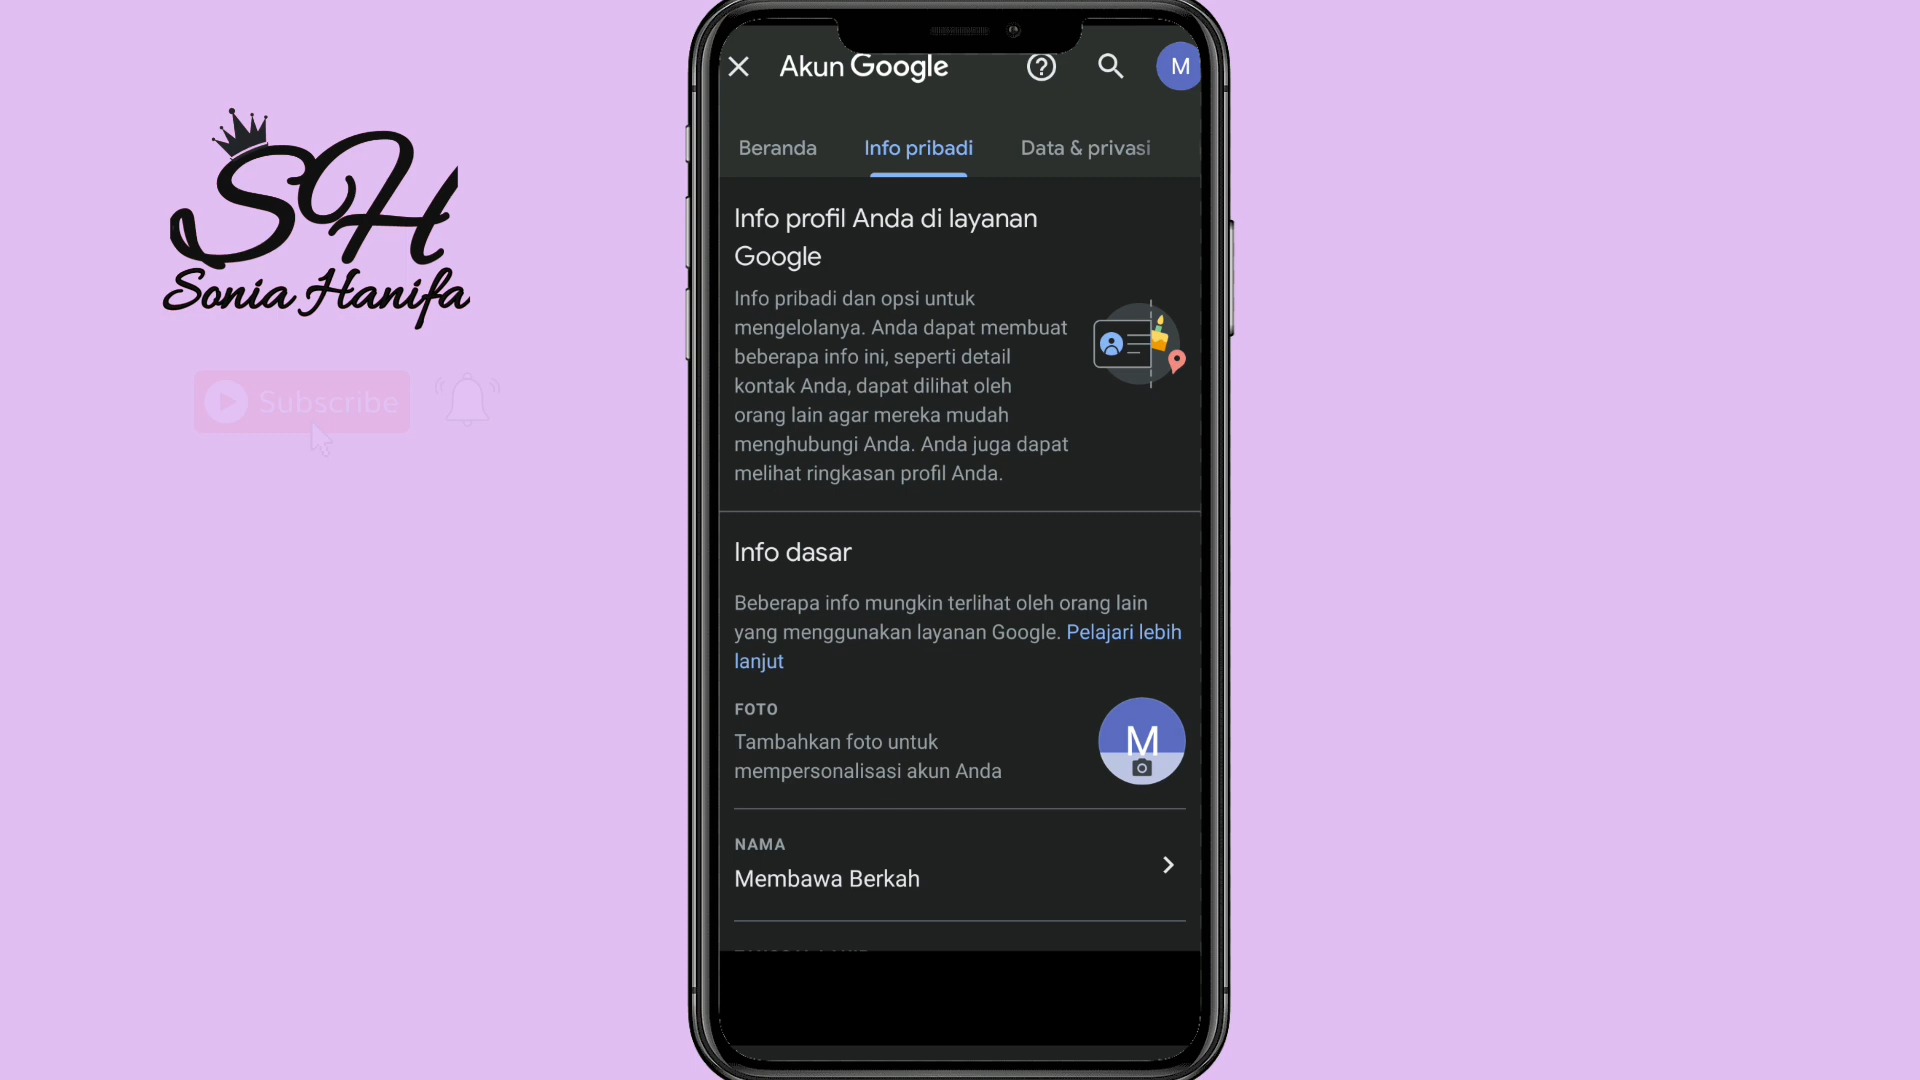 SH
Sonia Hanifa
Subscribe
Akun Google
M
Beranda
Info pribadi
Data & privasi
Info profil Anda di layanan
Google
Info pribadi dan opsi untuk
mengelolanya. Anda dapat membuat
beberapa info ini, seperti detail
kontak Anda, dapat dilihat oleh
orang lain agar mereka mudah
menghubungi Anda. Anda juga dapat
melihat ringkasan profil Anda.
Info dasar
Beberapa info mungkin terlihat oleh orang lain
yang menggunakan layanan Google. Pelajari lebih
lanjut
FOTO
Tambahkan foto untuk
mempersonalisasi akun Anda
M
NAMA
Membawa Berkah